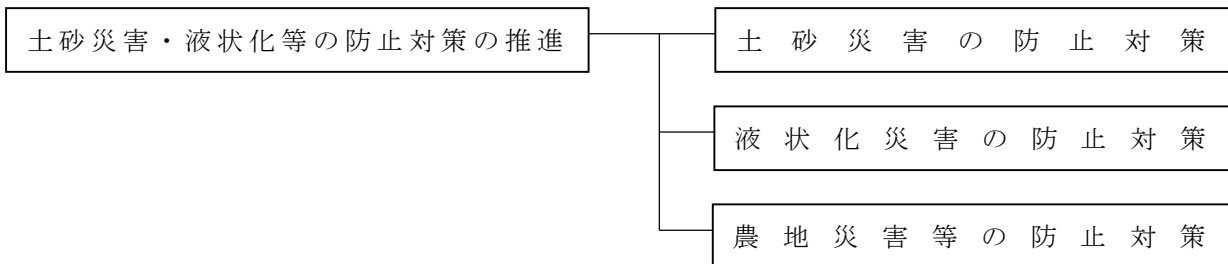 土砂災害・液状化等の防止対策の推進
土砂災害の防止対策
液状化災害の防止対策
農地災害等の防止対策